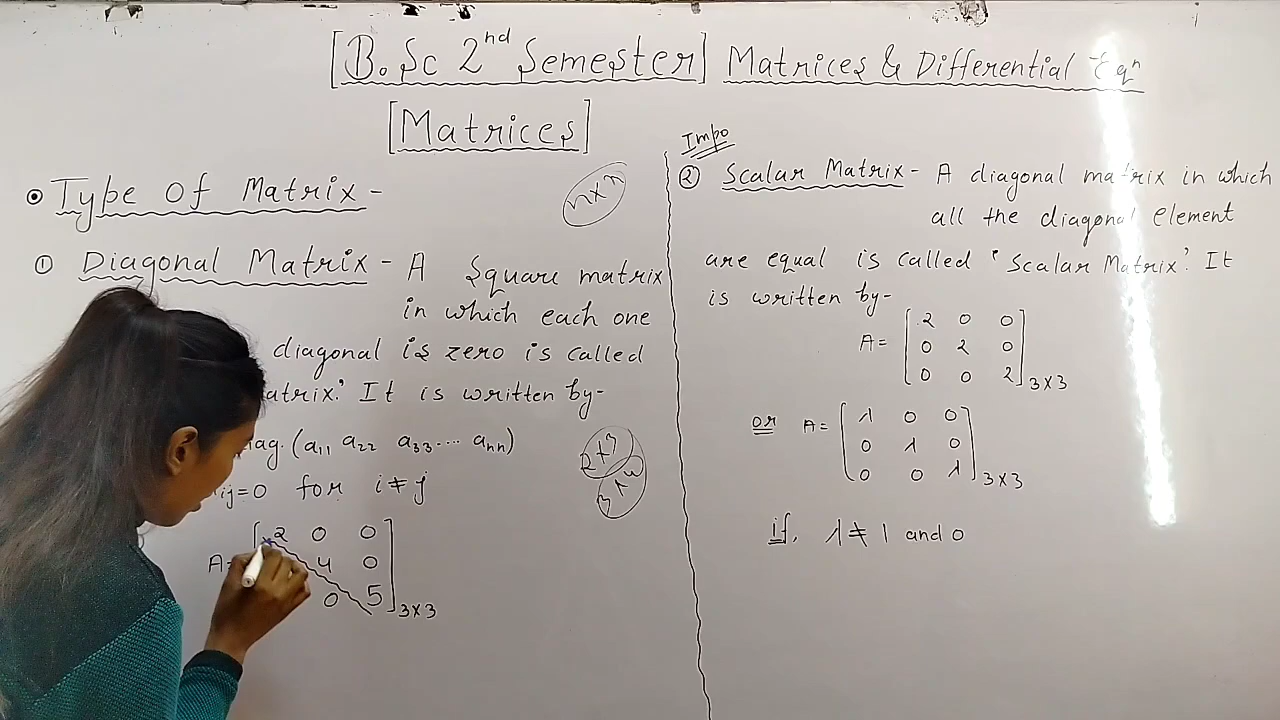 [B.Sc 2nd Semester] Matrices & Differential Eqn
[Matrices]
Type Of Matrix -
n×n
① Diagonal Matrix - A Square matrix
in which each one
diagonal is zero is called
atrix'. It is written by-
ag. (a11 a22 a33.... ann)
ij=0 for i≠j
2 0 0
A= 4 0
0 5 3×3
Impo
② Scalar Matrix - A diagonal matrix in which
all the diagonal element
are equal is called 'Scalar Matrix'. It
is written by-
A= [2 0 0
0 2 0
0 0 2] 3×3
or A= [λ 0 0
0 λ 0
0 0 λ] 3×3
if, λ≠1 and 0